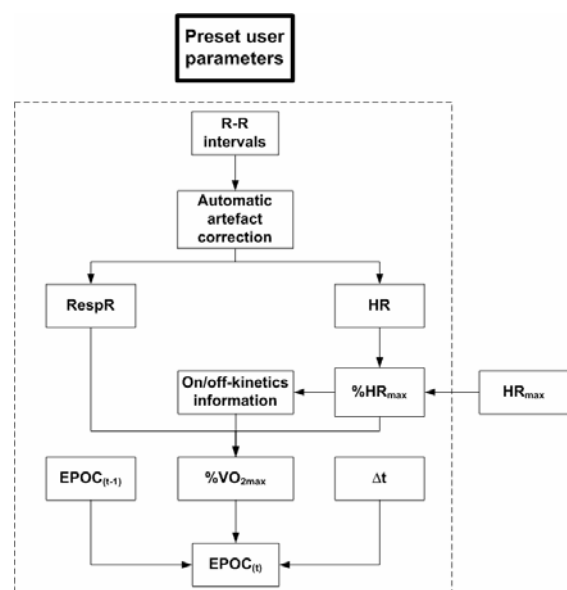 Preset user
parameters
R-R
intervals
Automatic
artefact
correction
RespR
HR
On/off-kinetics
information
%HRmax
HRmax
EPOC(t-1)
%VO2max
Δt
EPOC(t)